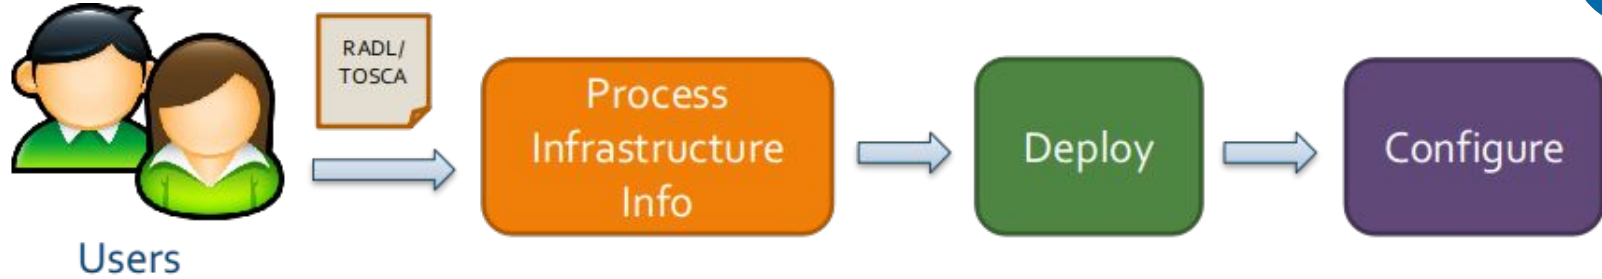 RADL/
TOSCA
Process
Infrastructure
Info
Deploy
Configure
Users